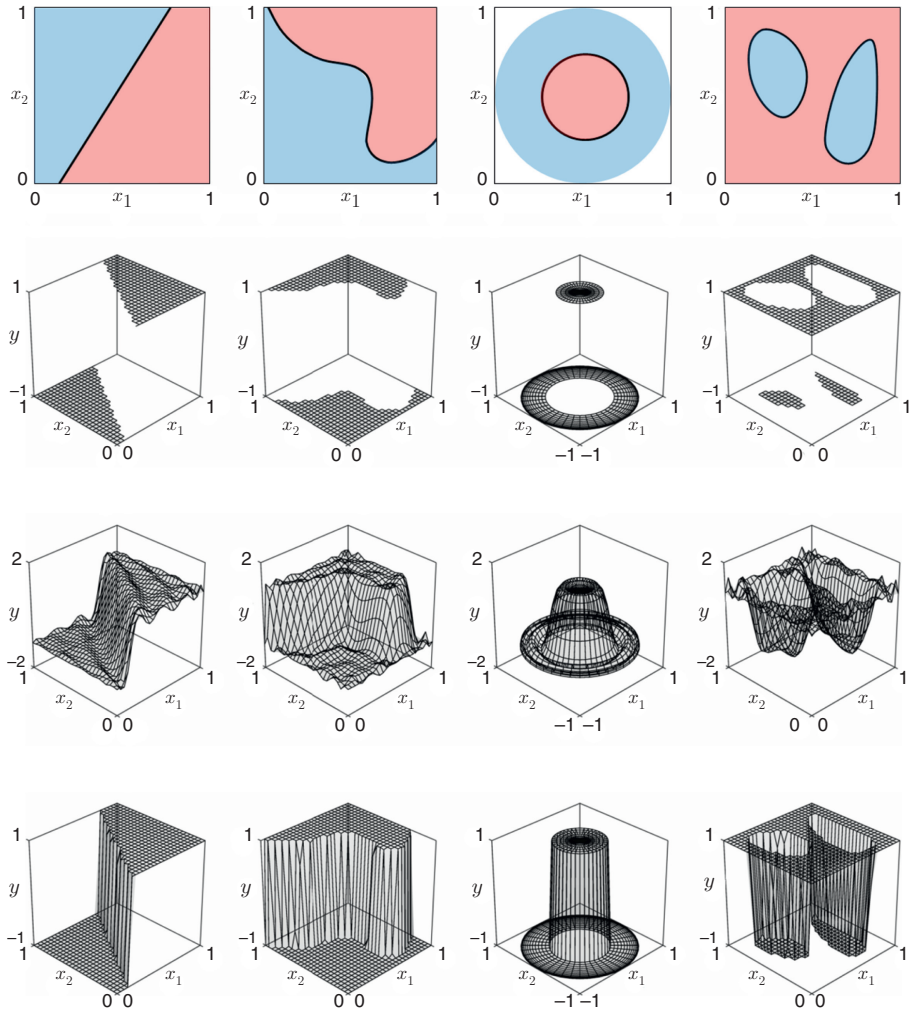 1 1 1 1
x₂ x₂ x₂ x₂
0 0 0 0
0 x₁ 1 0 x₁ 1 0 x₁ 1 0 x₁ 1
1 1 1 1
y y y y
−1 −1 −1 −1
1 x₂ x₁ 1 1 x₂ x₁ 1 1 x₂ x₁ 1 1 x₂ x₁ 1
0 0 0 0 −1 −1 0 0
2 2 2 2
y y y y
−2 −2 −2 −2
1 x₂ x₁ 1 1 x₂ x₁ 1 1 x₂ x₁ 1 1 x₂ x₁ 1
0 0 0 0 −1 −1 0 0
1 1 1 1
y y y y
−1 −1 −1 −1
1 x₂ x₁ 1 1 x₂ x₁ 1 1 x₂ x₁ 1 1 x₂ x₁ 1
0 0 0 0 −1 −1 0 0